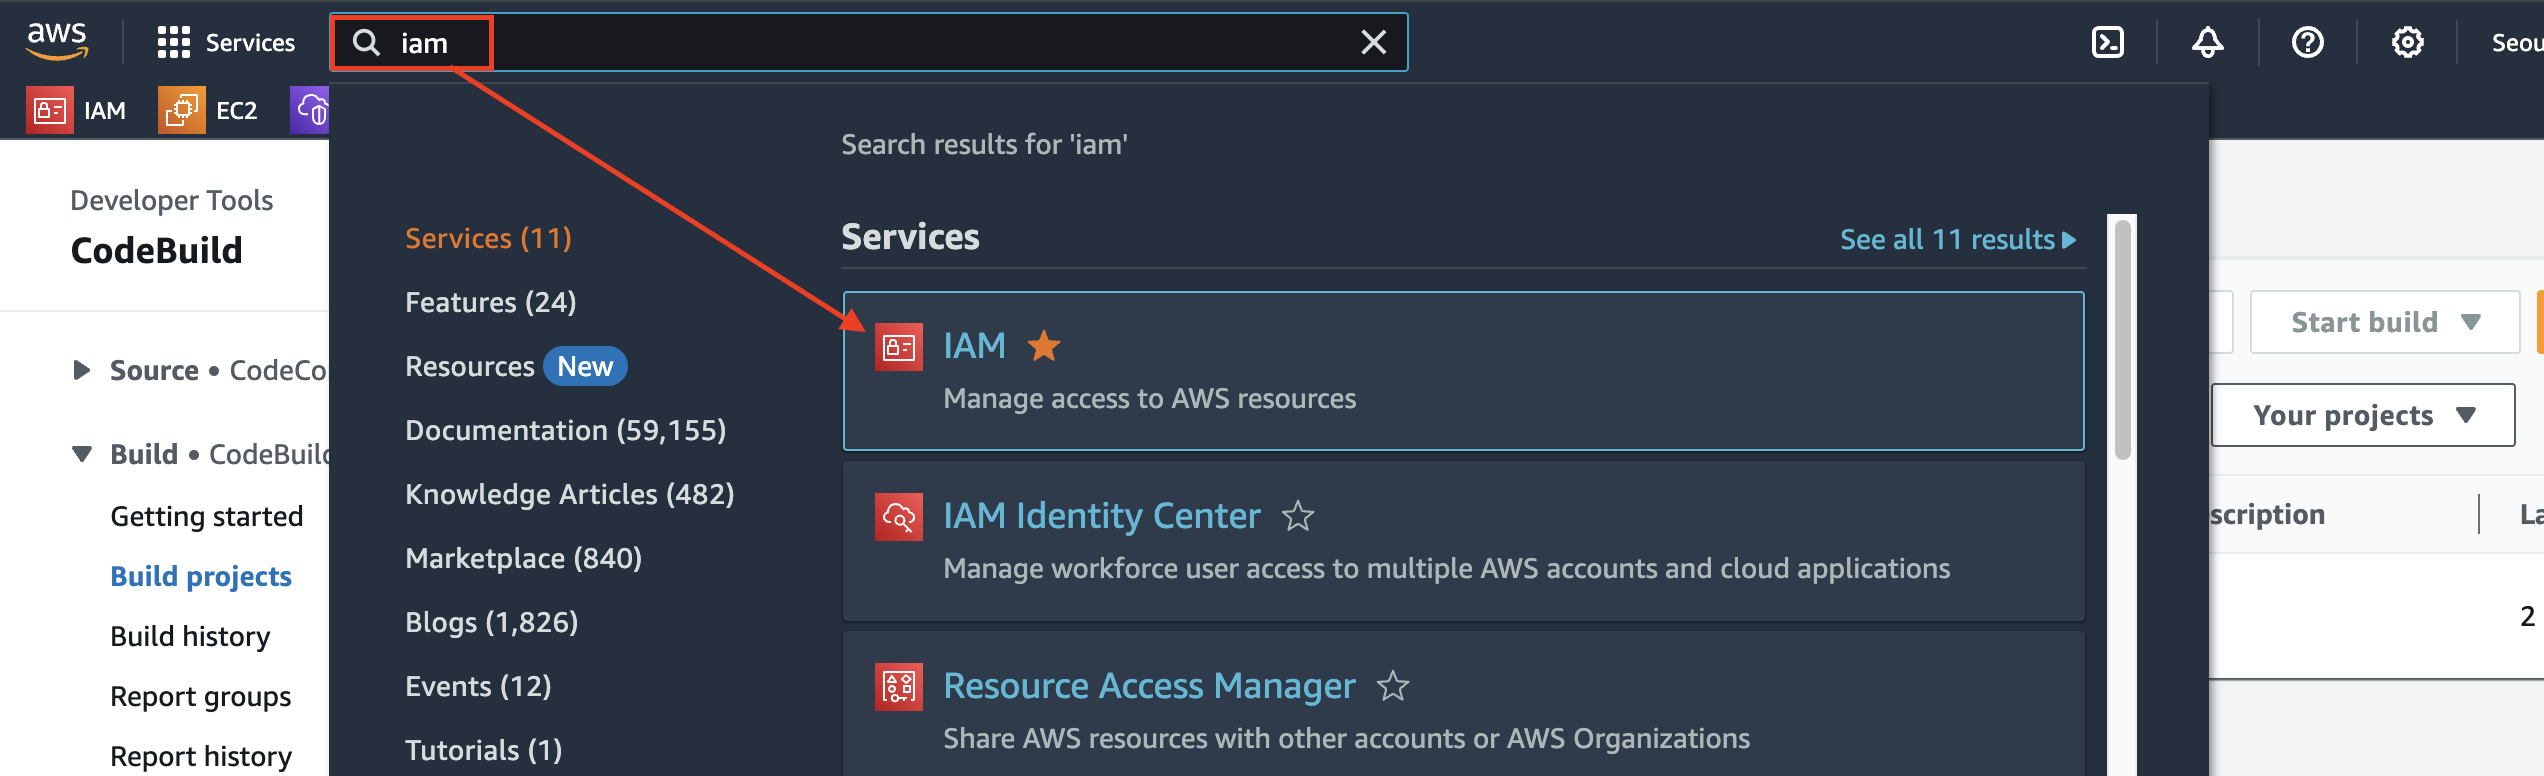 aws
Services
iam
Seou
IAM
EC2
Search results for 'iam'
Developer Tools
CodeBuild
Source • CodeCo
Build • CodeBuild
Getting started
Build projects
Build history
Report groups
Report history
Services (11)
Features (24)
Resources New
Documentation (59,155)
Knowledge Articles (482)
Marketplace (840)
Blogs (1,826)
Events (12)
Tutorials (1)
Services
See all 11 results
IAM
Manage access to AWS resources
IAM Identity Center
Manage workforce user access to multiple AWS accounts and cloud applications
Resource Access Manager
Share AWS resources with other accounts or AWS Organizations
Start build
Your projects
scription
La
2